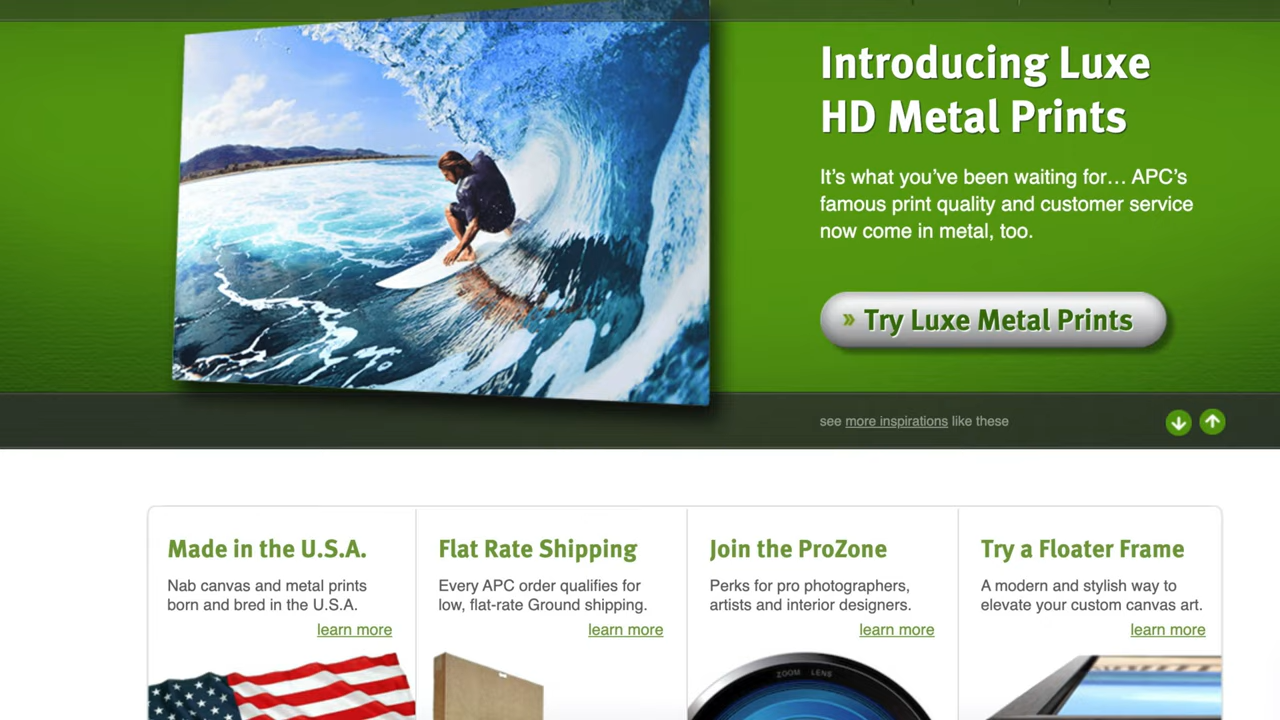 Introducing Luxe
HD Metal Prints
It’s what you’ve been waiting for… APC’s
famous print quality and customer service
now come in metal, too.
» Try Luxe Metal Prints
see more inspirations like these
Made in the U.S.A.
Nab canvas and metal prints
born and bred in the U.S.A.
learn more
Flat Rate Shipping
Every APC order qualifies for
low, flat-rate Ground shipping.
learn more
Join the ProZone
Perks for pro photographers,
artists and interior designers.
learn more
ZOOM LENS
Try a Floater Frame
A modern and stylish way to
elevate your custom canvas art.
learn more